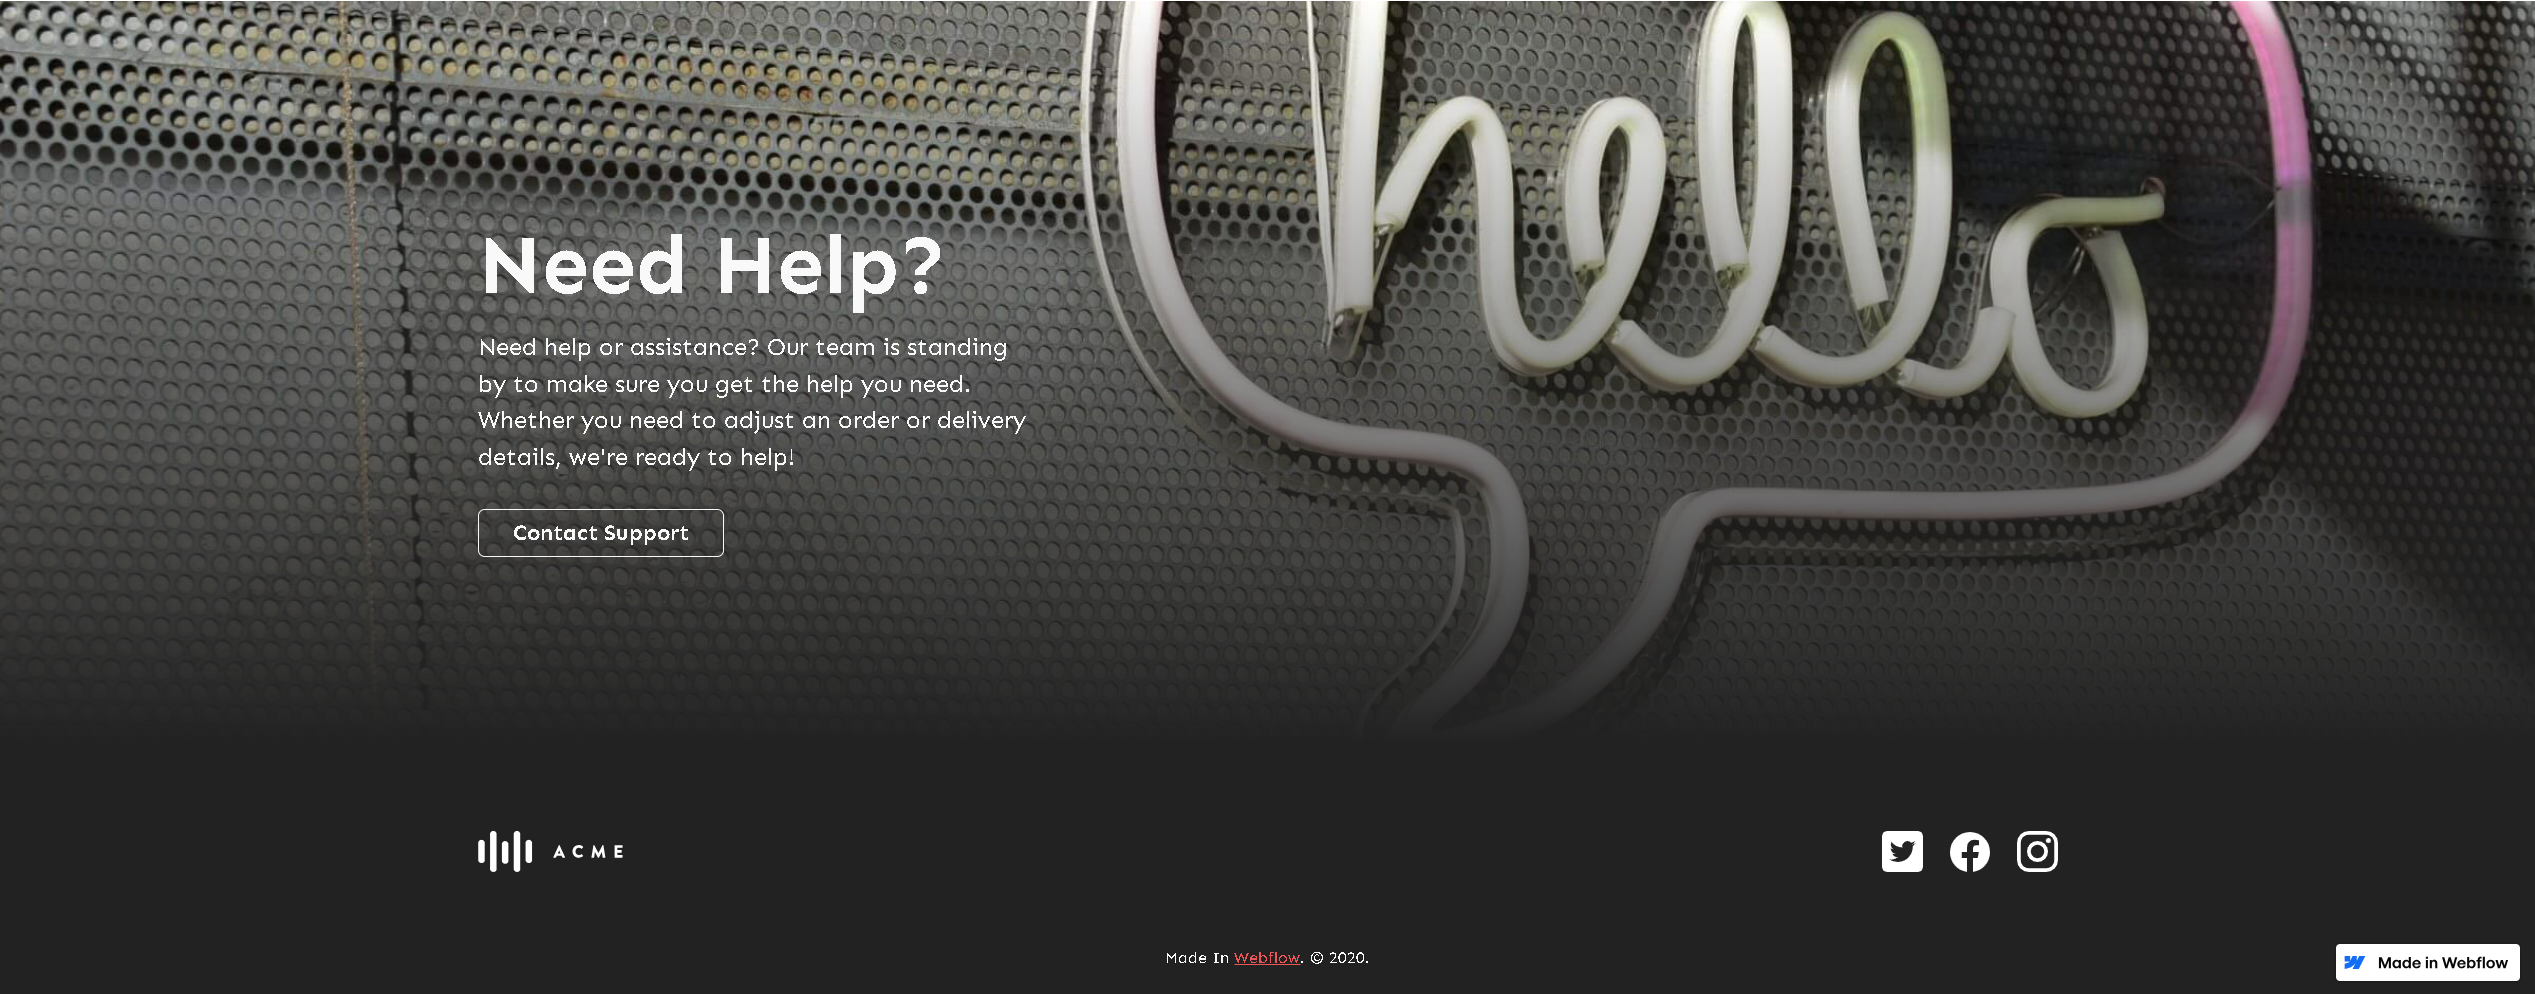 hello
Need Help?
Need help or assistance? Our team is standing
by to make sure you get the help you need.
Whether you need to adjust an order or delivery
details, we're ready to help!
Contact Support
ACME
Made In Webflow. © 2020.
Made in Webflow